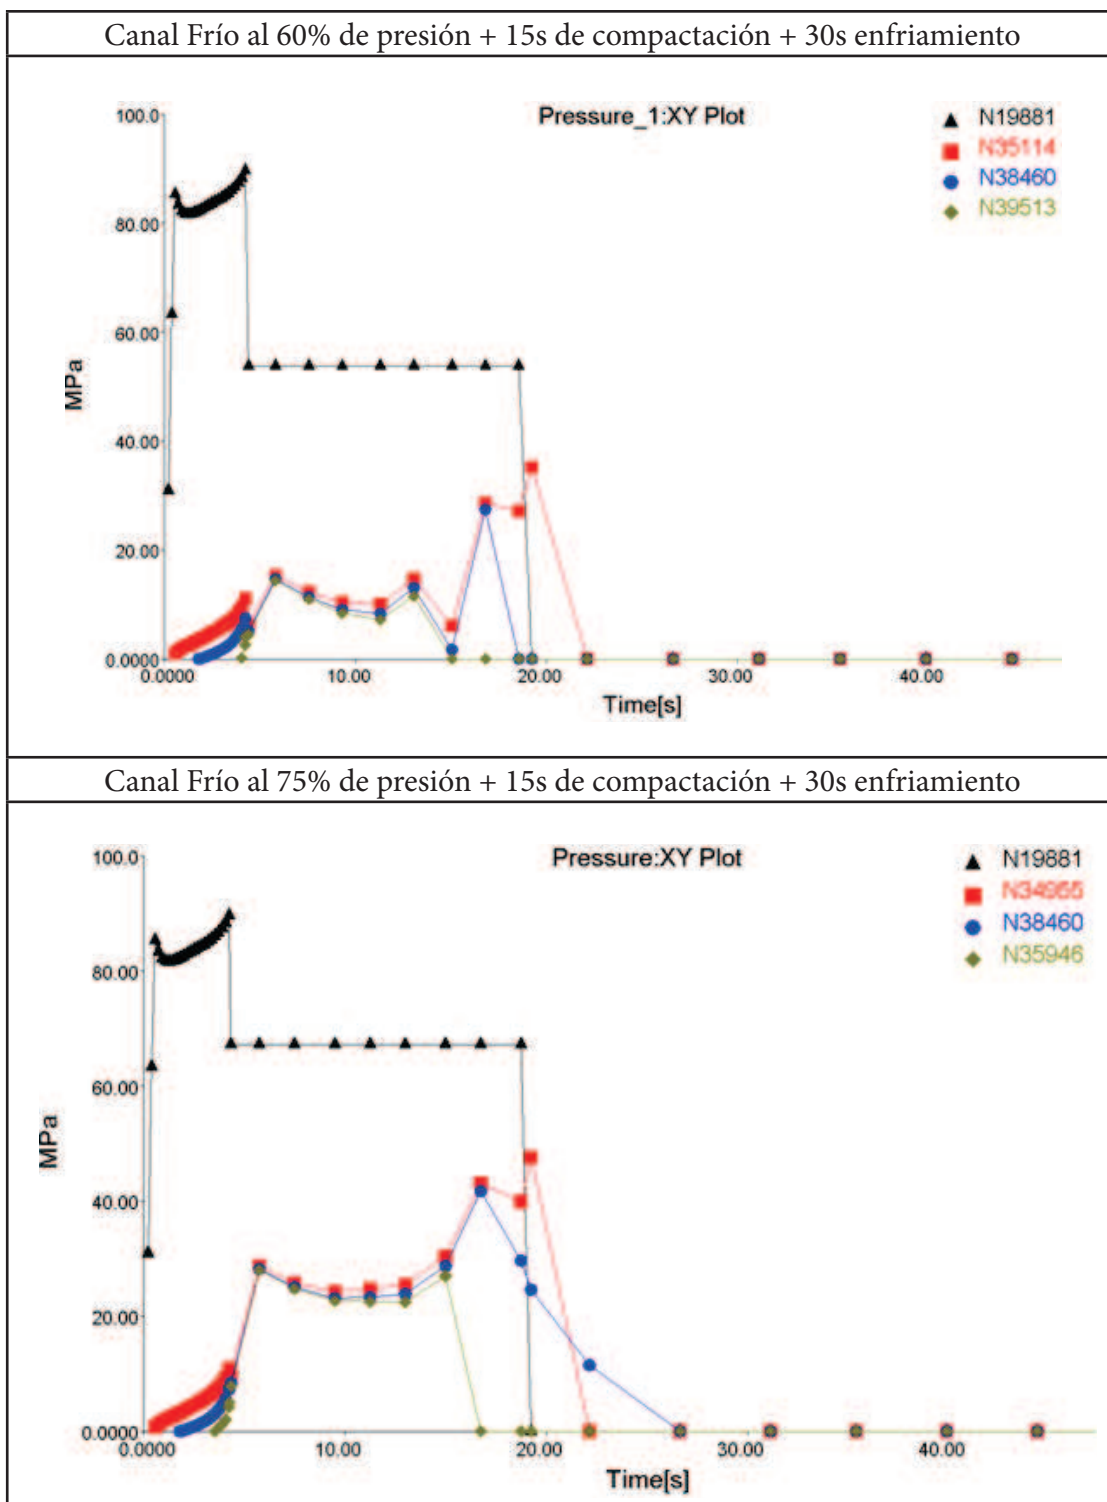 Canal Frío al 60% de presión + 15s de compactación + 30s enfriamiento
Pressure_1:XY Plot
N19881
N35114
N38460
N39513
100.0
80.00
60.00
40.00
20.00
0.0000
MPa
0.0000 10.00 20.00 30.00 40.00
Time[s]
Canal Frío al 75% de presión + 15s de compactación + 30s enfriamiento
Pressure:XY Plot
N19881
N34955
N38460
N35946
100.0
80.00
60.00
40.00
20.00
0.0000
MPa
0.0000 10.00 20.00 30.00 40.00
Time[s]